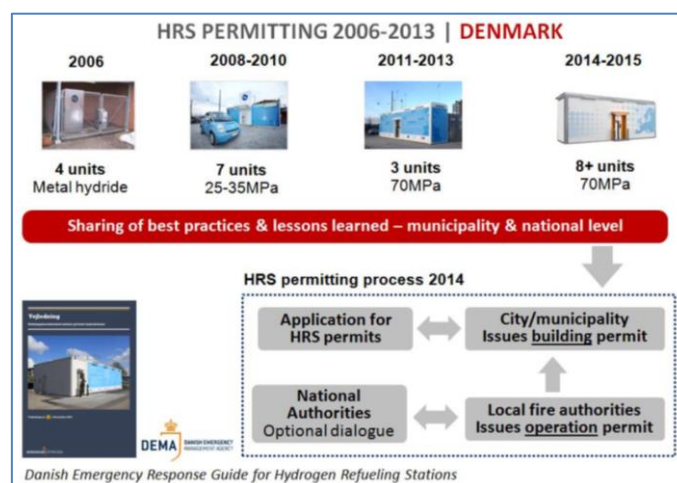 HRS PERMITTING 2006-2013 | DENMARK
2006
2008-2010
2011-2013
2014-2015
4 units
Metal hydride
7 units
25-35MPa
3 units
70MPa
8+ units
70MPa
Sharing of best practices & lessons learned – municipality & national level
HRS permitting process 2014
Application for
HRS permits
City/municipality
Issues building permit
National
Authorities
Optional dialogue
Local fire authorities
Issues operation permit
Vejledning
DEMA
DANISH EMERGENCY
MANAGEMENT AGENCY
Danish Emergency Response Guide for Hydrogen Refueling Stations